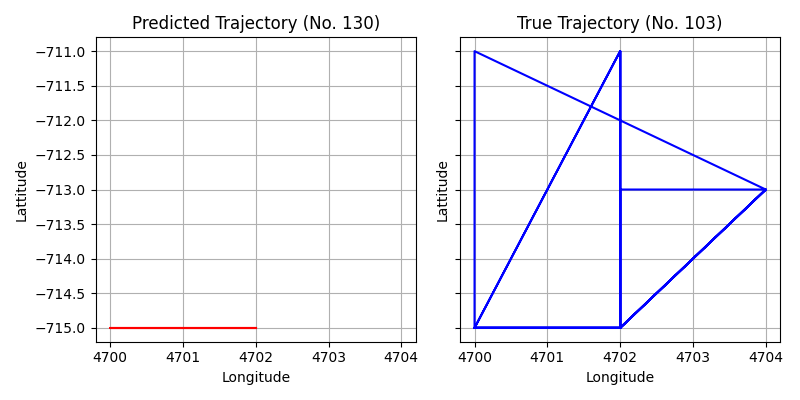 Predicted Trajectory (No. 130)
True Trajectory (No. 103)
−711.0
−711.5
−712.0
−712.5
−713.0
−713.5
−714.0
−714.5
−715.0
Lattitude
Lattitude
4700 4701 4702 4703 4704
4700 4701 4702 4703 4704
Longitude
Longitude